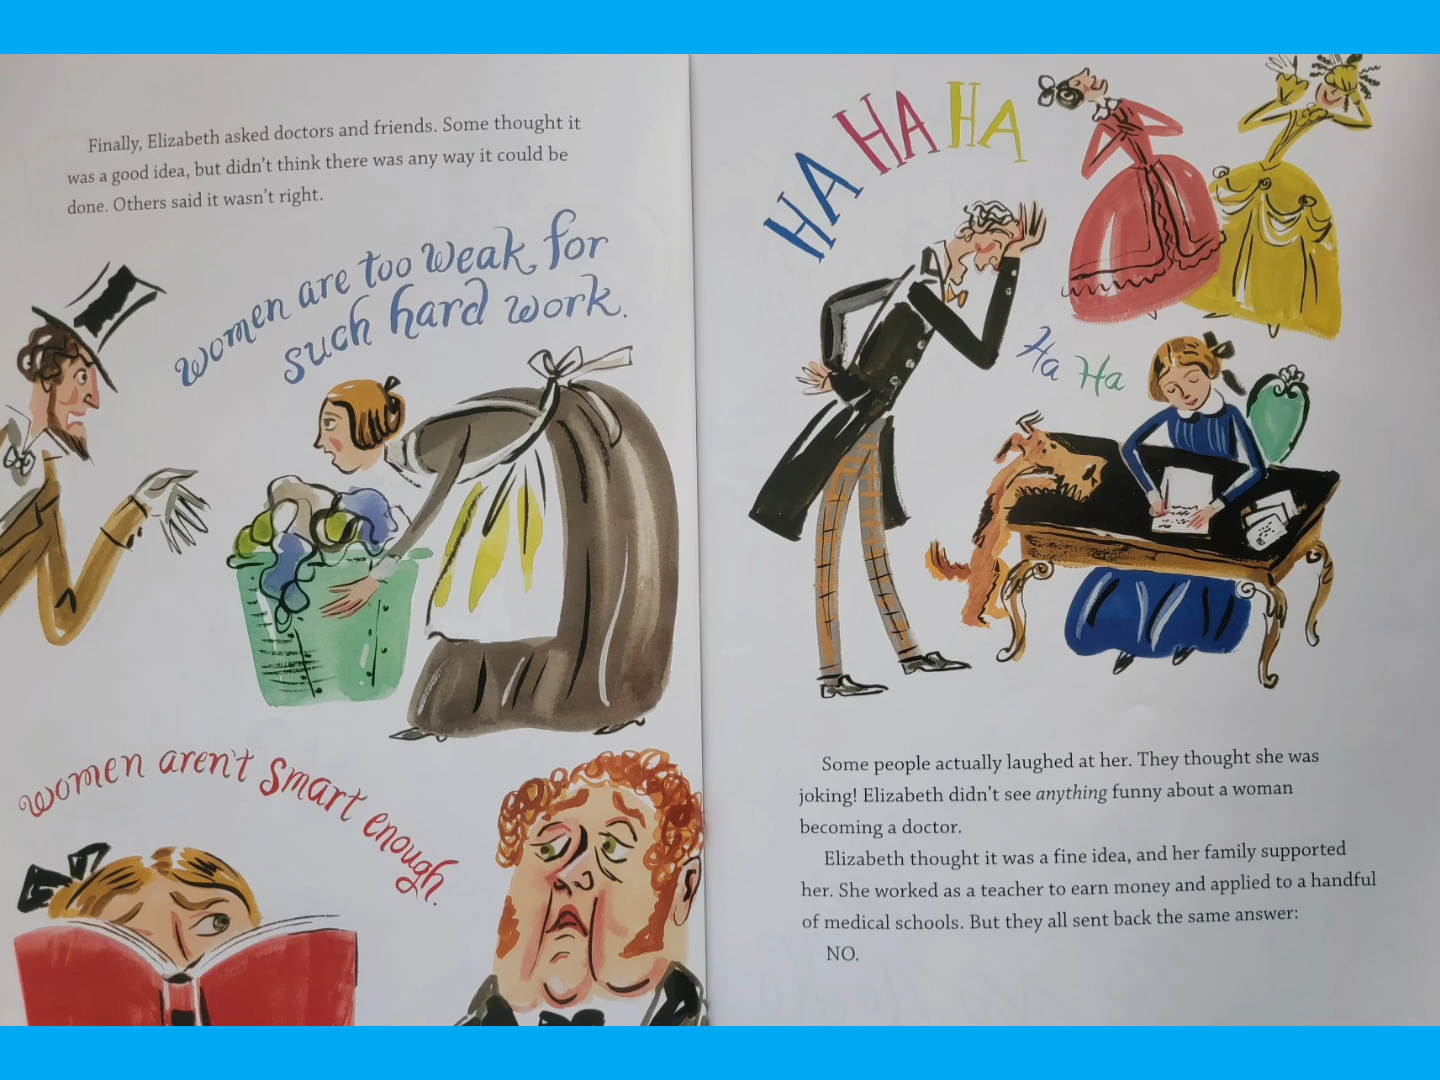 Finally, Elizabeth asked doctors and friends. Some thought it
was a good idea, but didn't think there was any way it could be
done. Others said it wasn't right.
women are too weak for
such hard work.
women aren't smart enough.
HA HA HA
Ha Ha
Some people actually laughed at her. They thought she was
joking! Elizabeth didn't see anything funny about a woman
becoming a doctor.
Elizabeth thought it was a fine idea, and her family supported
her. She worked as a teacher to earn money and applied to a handful
of medical schools. But they all sent back the same answer:
NO.